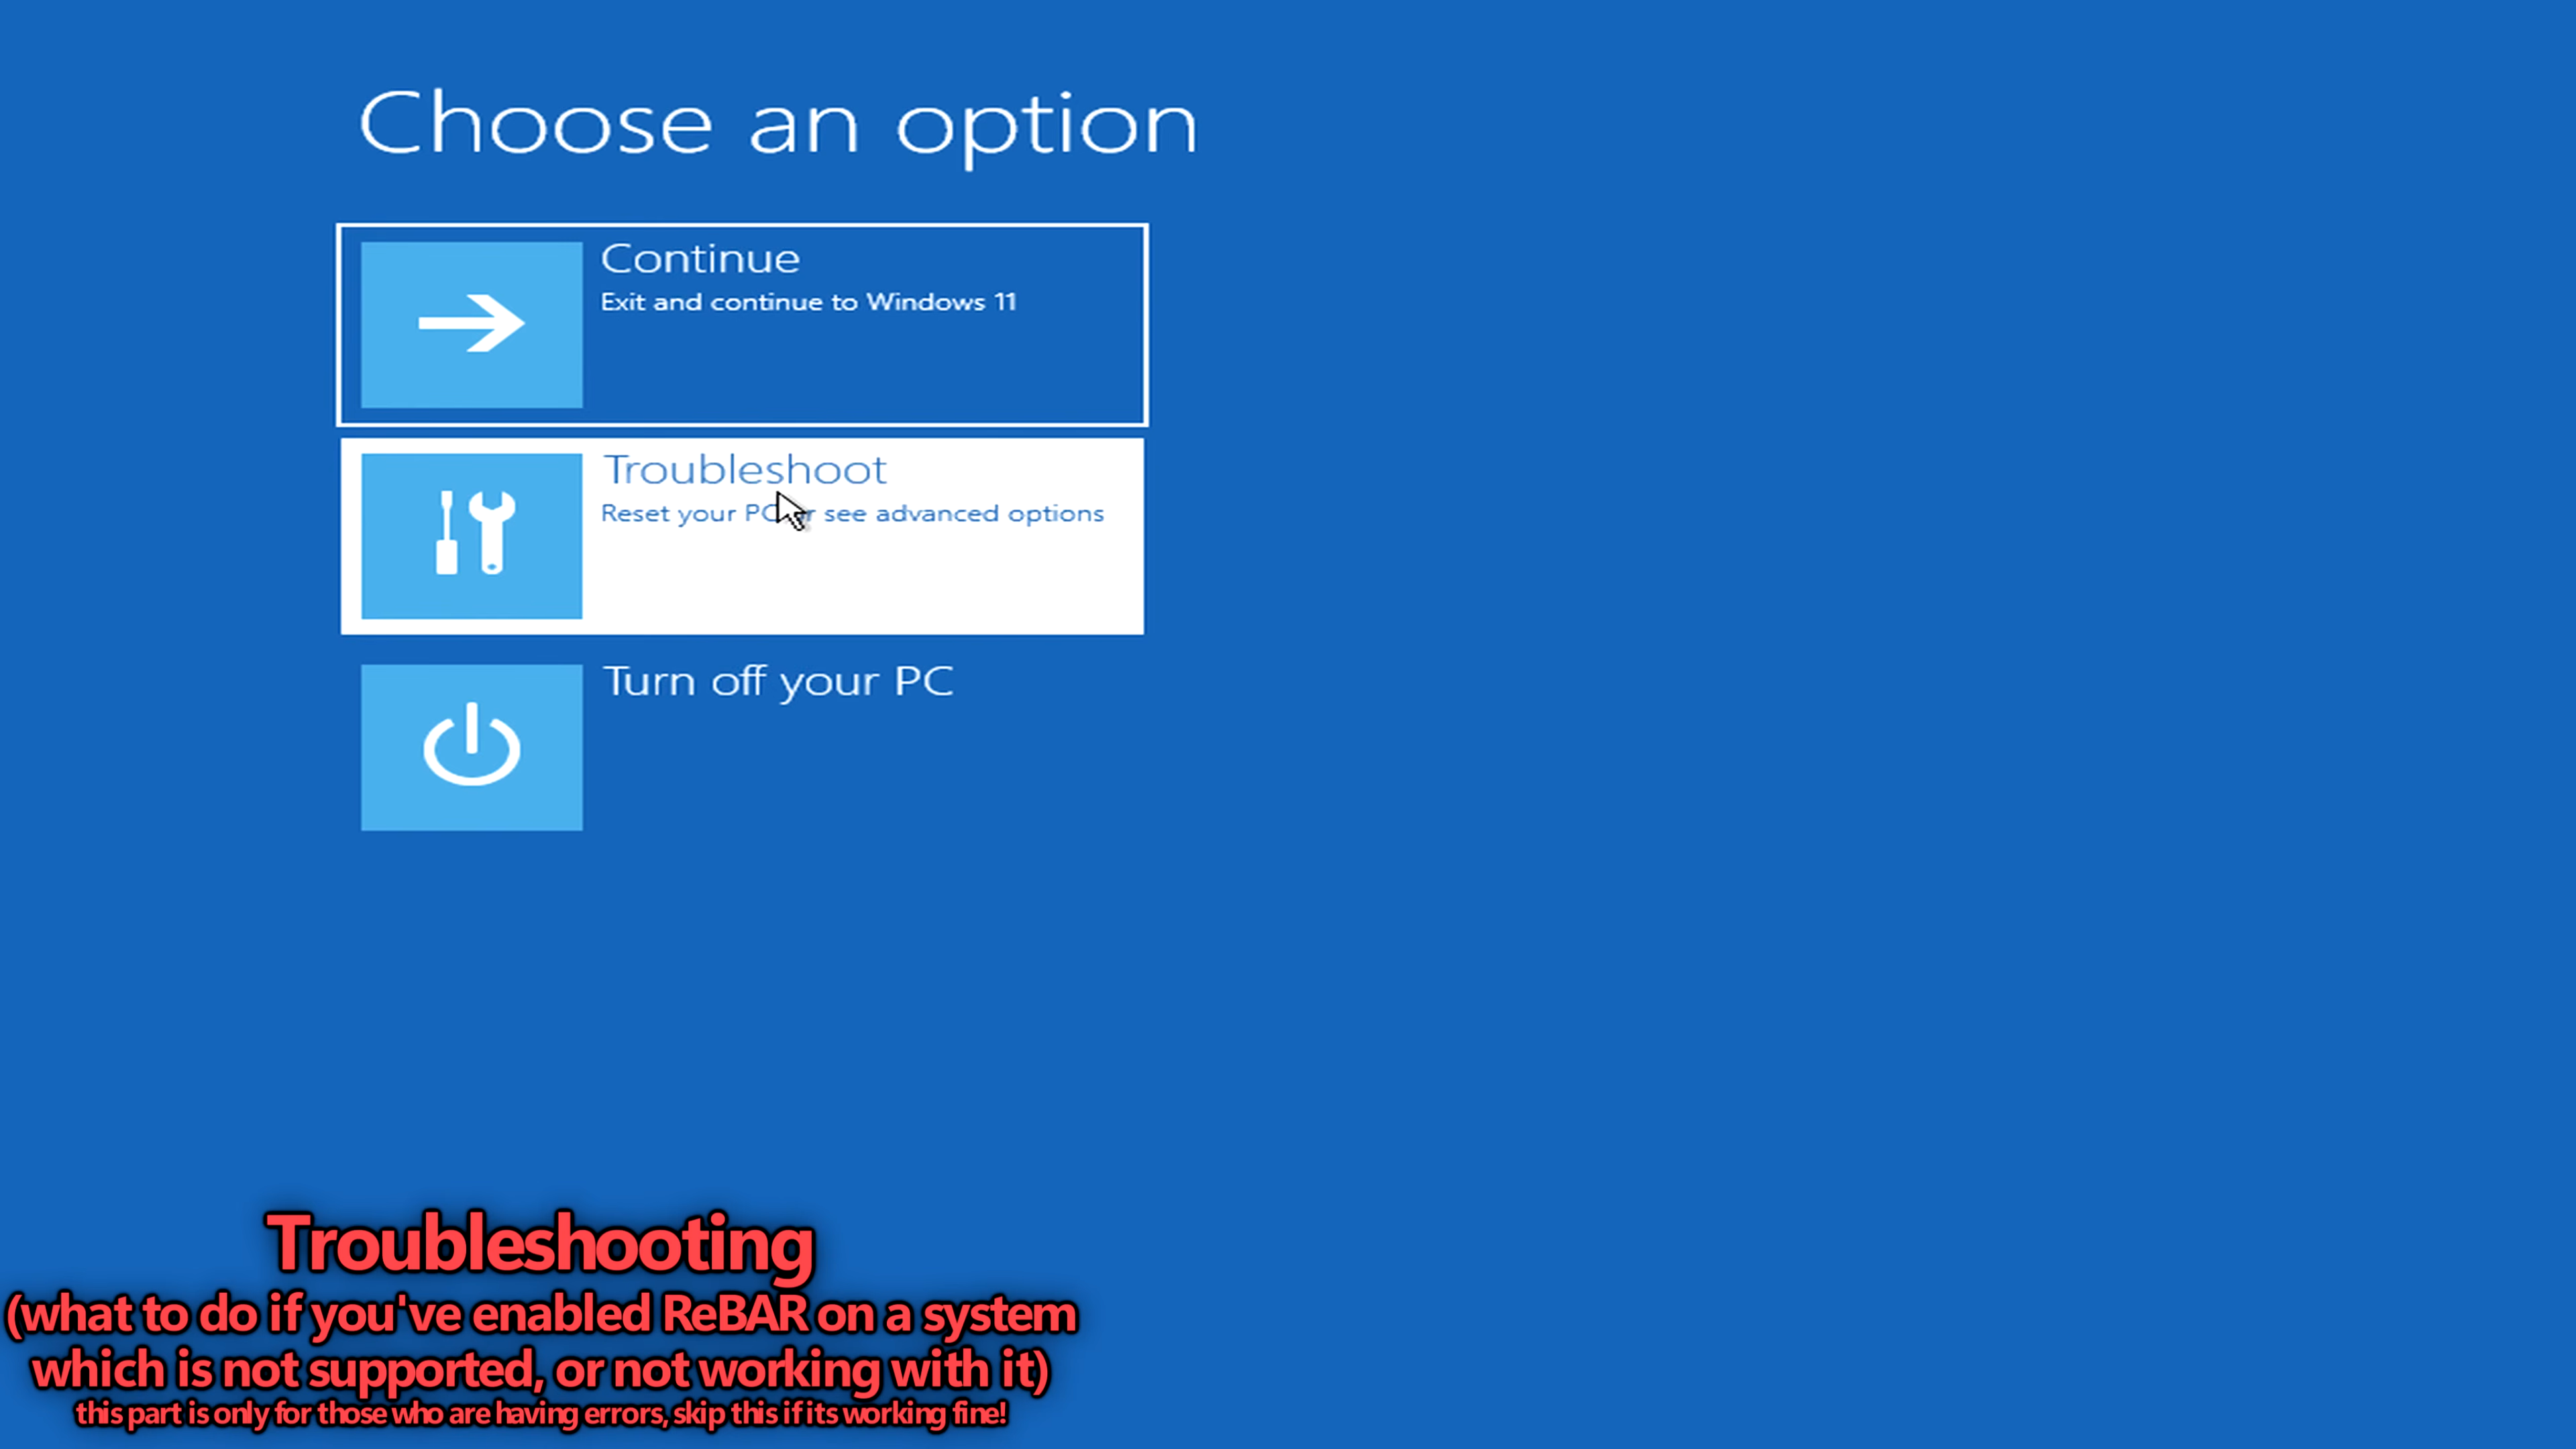 Choose an option
Continue
Exit and continue to Windows 11
Troubleshoot
Reset your PC or see advanced options
Turn off your PC
Troubleshooting
(what to do if you've enabled ReBAR on a system
which is not supported, or not working with it)
this part is only for those who are having errors, skip this if its working fine!